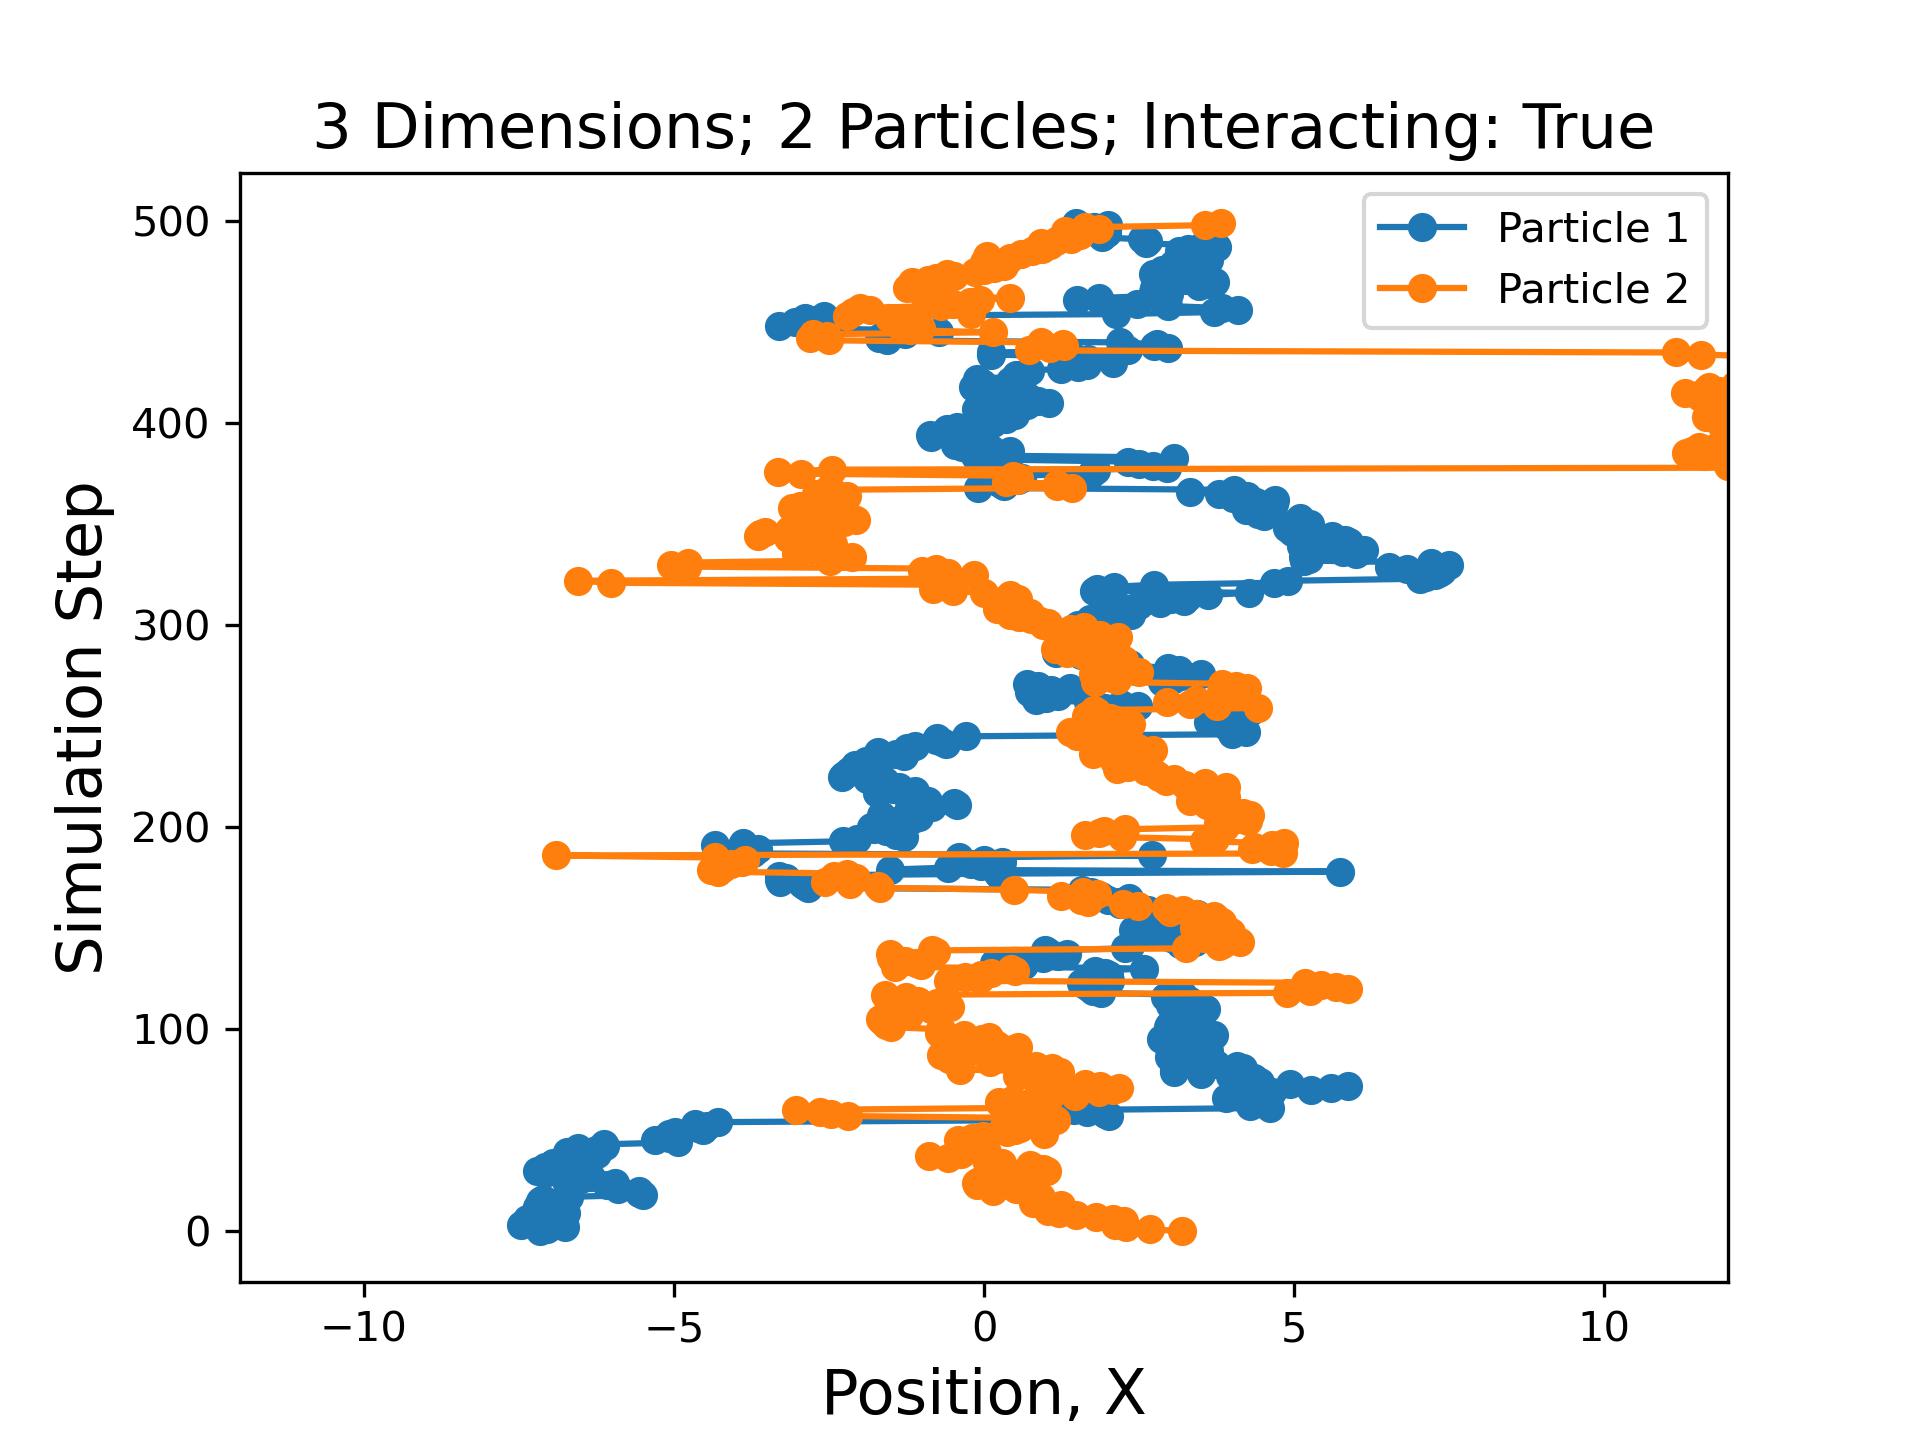 3 Dimensions; 2 Particles; Interacting: True
Particle 1
Particle 2
500
400
300
200
100
0
Simulation Step
−10
−5
0
5
10
Position, X